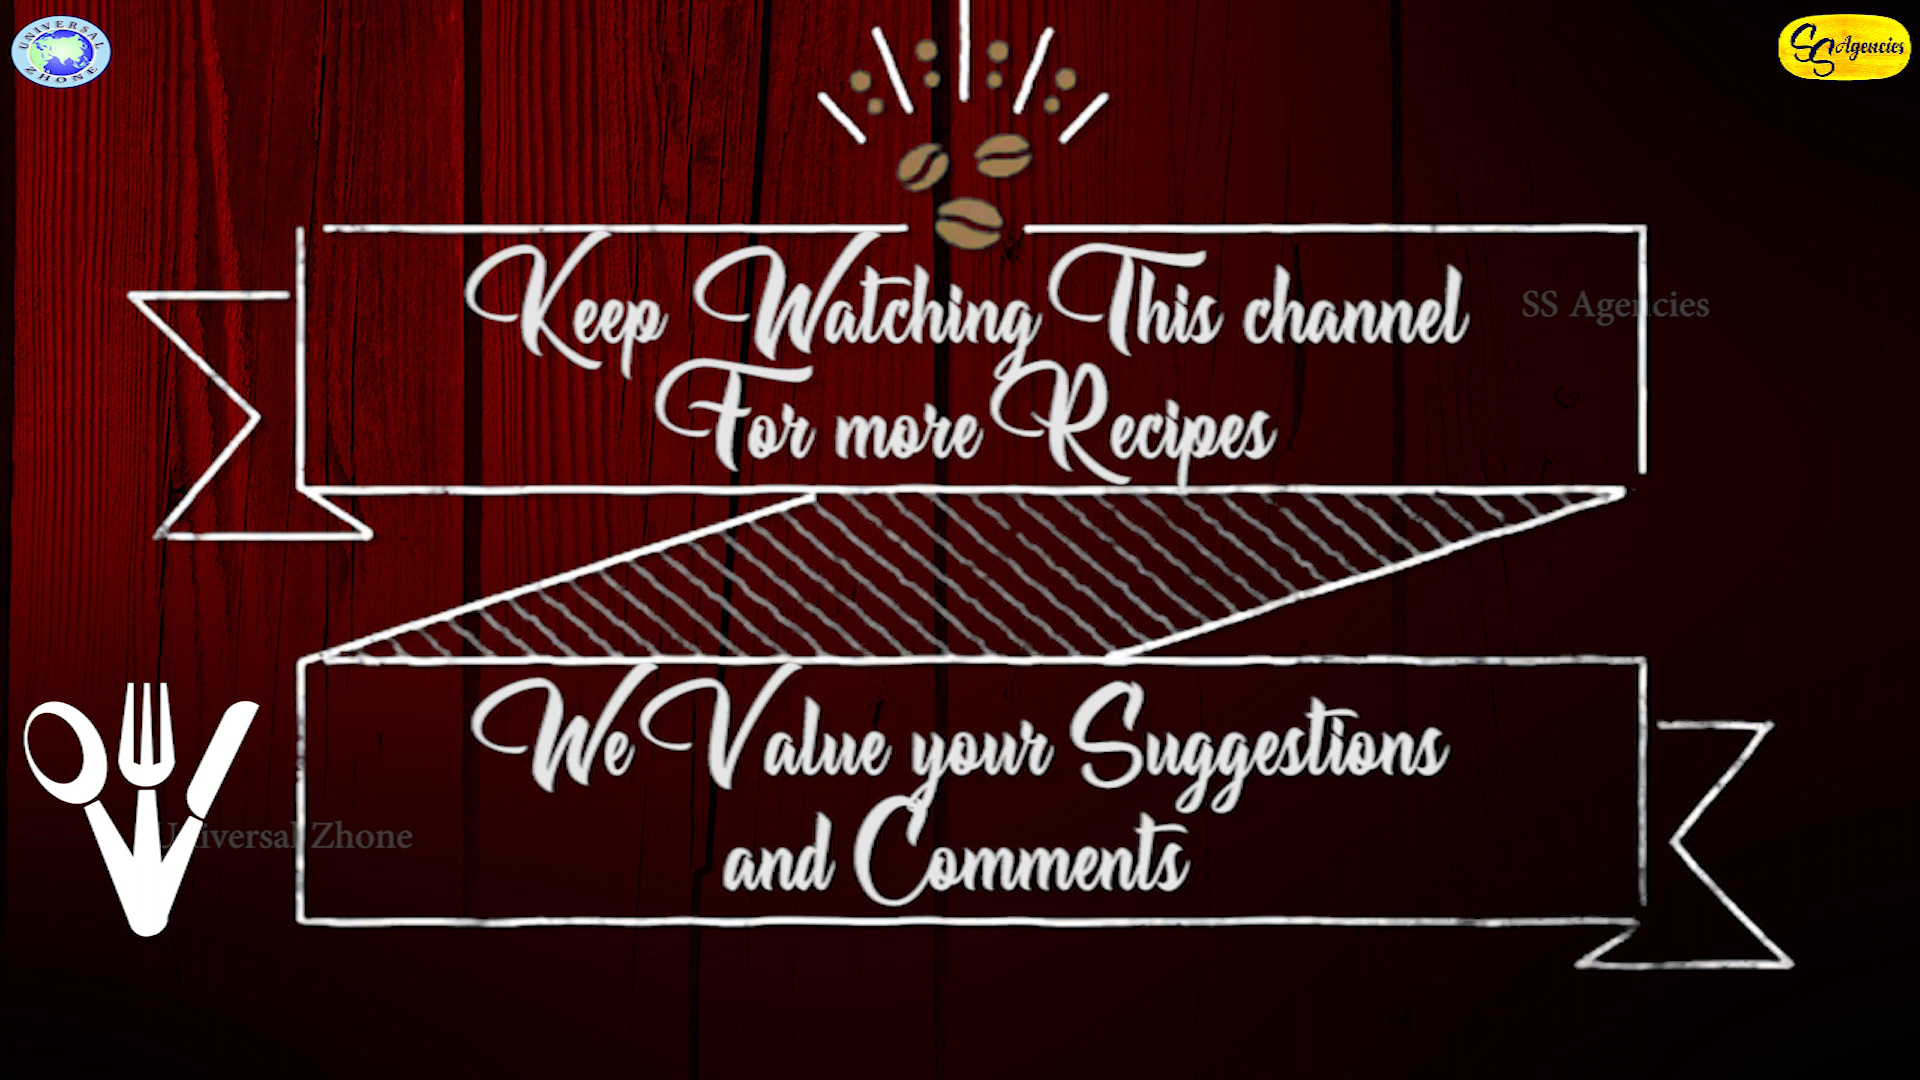 UNIVERSAL ZHONE
SS Agencies
Keep Watching This channel
SS Agencies
For more Recipes
We Value your Suggestions
Universal Zhone
and Comments